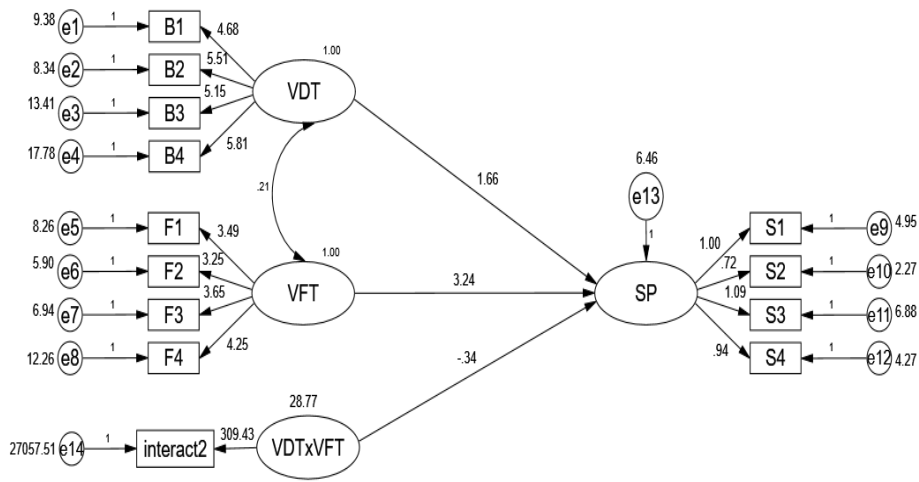 9.38 e1 1 B1 4.68
8.34 e2 1 B2 5.51
13.41 e3 1 B3 5.15
17.78 e4 1 B4 5.81
VDT 1.00
.21
8.26 e5 1 F1 3.49
5.90 e6 1 F2 3.25
6.94 e7 1 F3 3.65
12.26 e8 1 F4 4.25
VFT 1.00
27057.51 e14 1 interact2 309.43
VDTxVFT 28.77
1.66
3.24
-.34
6.46
e13
1
SP
1.00 S1 1 e9 4.95
.72 S2 1 e10 2.27
1.09 S3 1 e11 6.88
.94 S4 1 e12 4.27